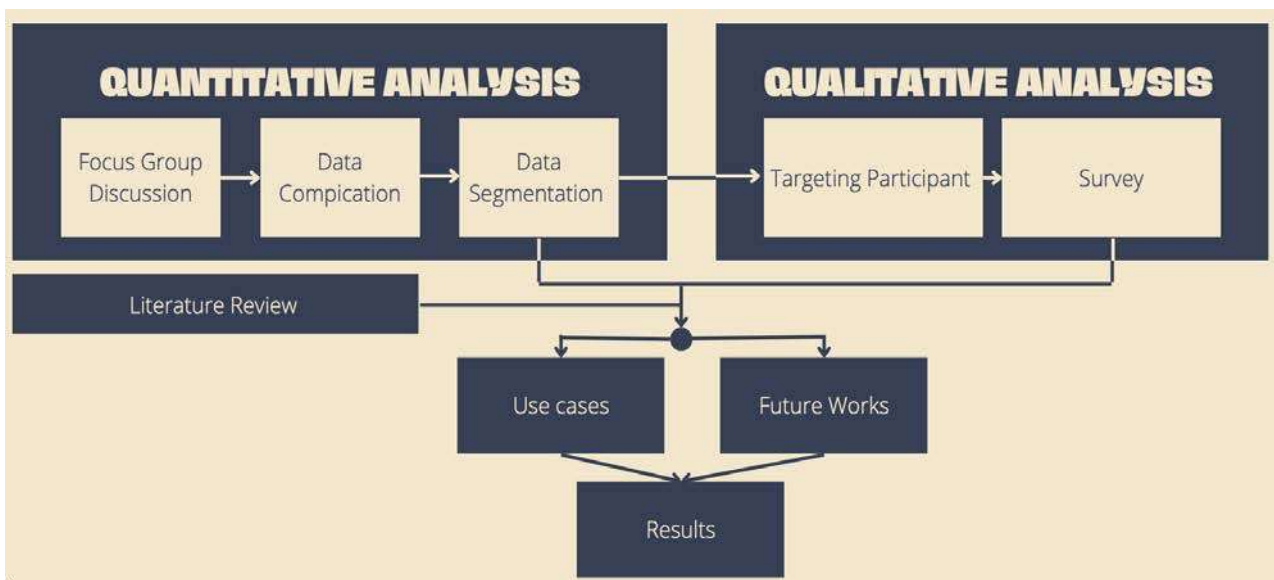 QUANTITATIVE ANALYSIS
Focus Group
Discussion
Data
Compication
Data
Segmentation
QUALITATIVE ANALYSIS
Targeting Participant
Survey
Literature Review
Use cases
Future Works
Results